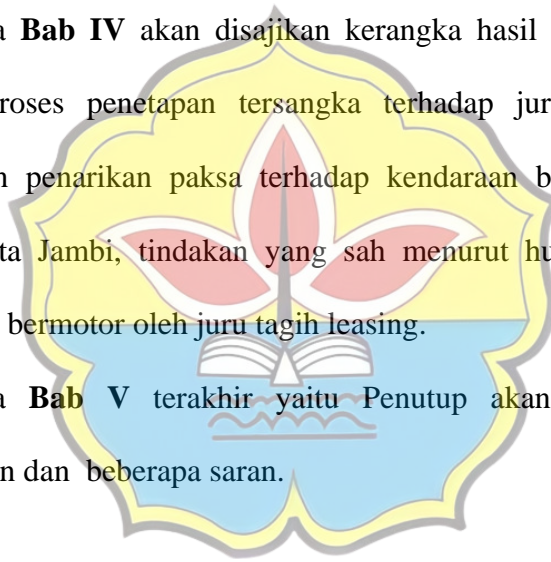 a Bab IV akan disajikan kerangka hasil
roses penetapan tersangka terhadap jur
n penarikan paksa terhadap kendaraan b
ta Jambi, tindakan yang sah menurut hu
bermotor oleh juru tagih leasing.
a Bab V terakhir yaitu Penutup akan
n dan beberapa saran.